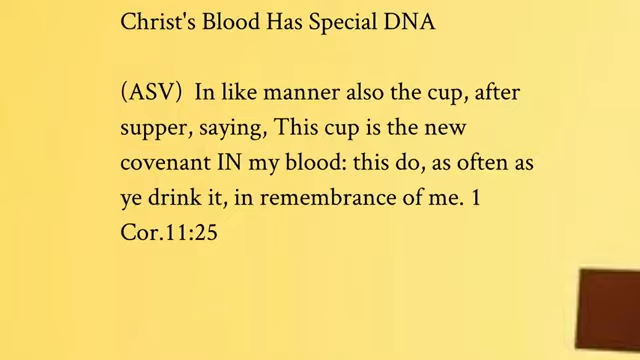 Christ's Blood Has Special DNA
(ASV)  In like manner also the cup, after
supper, saying, This cup is the new
covenant IN my blood: this do, as often as
ye drink it, in remembrance of me. 1
Cor.11:25